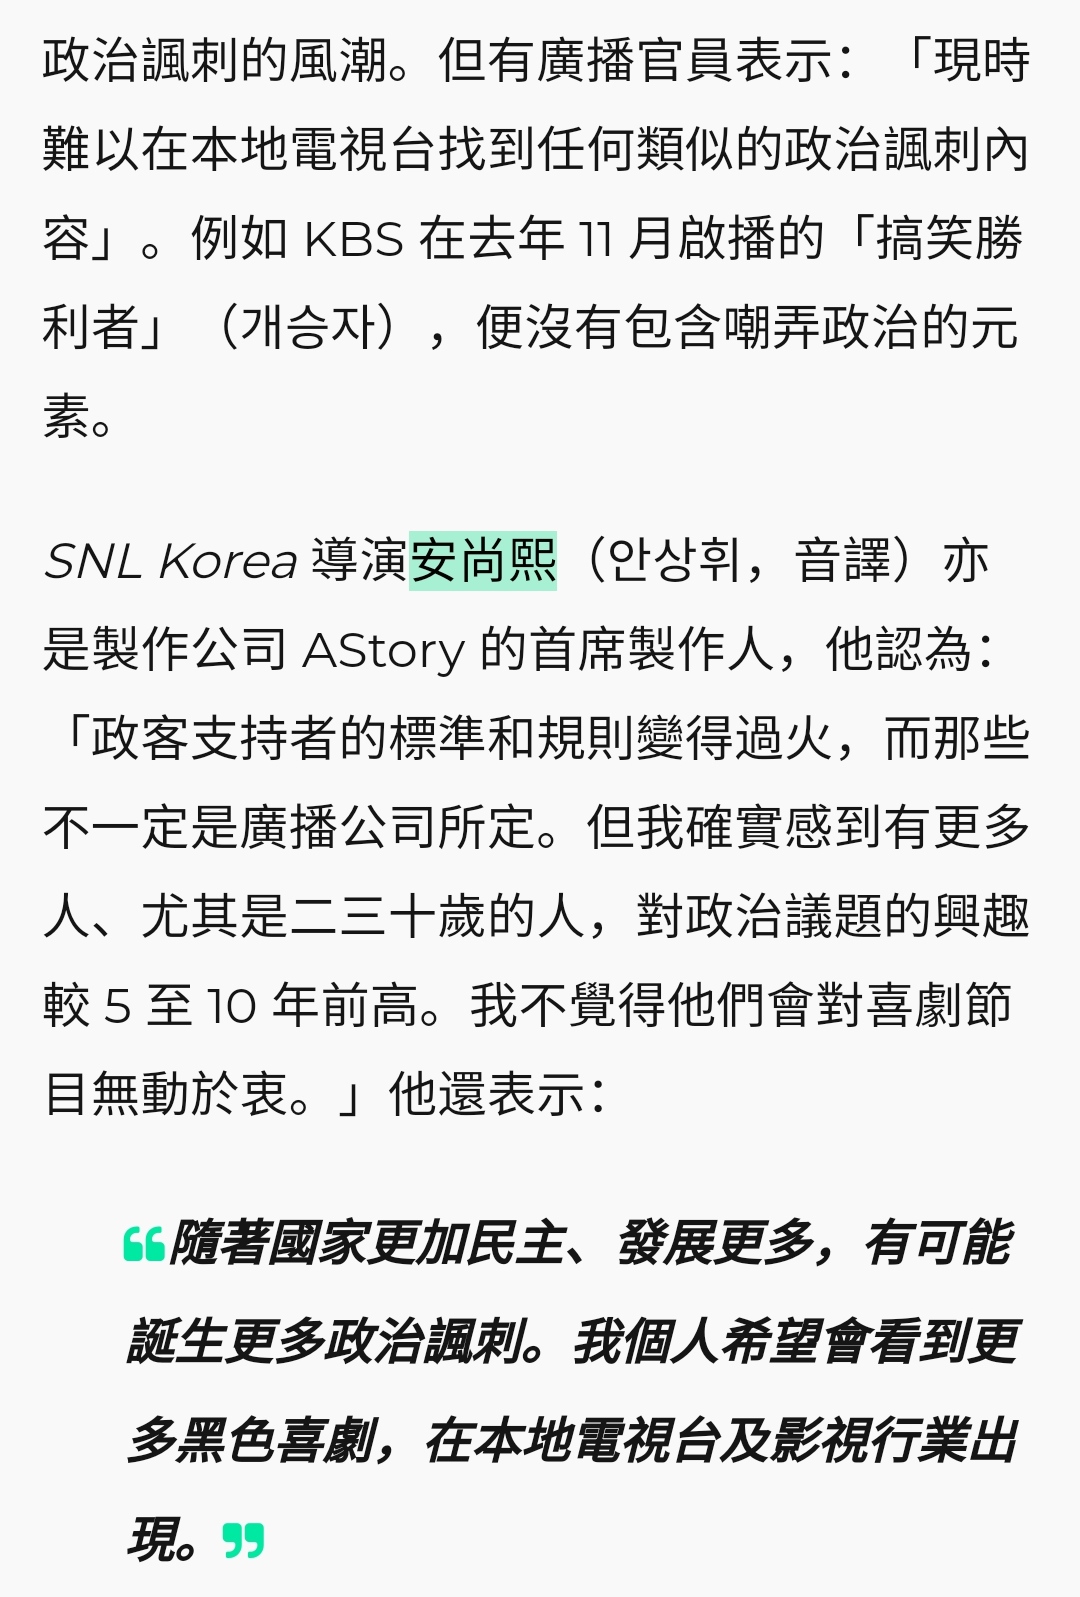 政治諷刺的風潮。但有廣播官員表示：「現時
難以在本地電視台找到任何類似的政治諷刺內
容」。例如 KBS 在去年 11 月啟播的「搞笑勝
利者」（개승자），便沒有包含嘲弄政治的元
素。
SNL Korea 導演安尚熙（안상휘，音譯）亦
是製作公司 AStory 的首席製作人，他認為：
「政客支持者的標準和規則變得過火，而那些
不一定是廣播公司所定。但我確實感到有更多
人、尤其是二三十歲的人，對政治議題的興趣
較 5 至 10 年前高。我不覺得他們會對喜劇節
目無動於衷。」他還表示：
❝隨著國家更加民主、發展更多，有可能
誕生更多政治諷刺。我個人希望會看到更
多黑色喜劇，在本地電視台及影視行業出
現。❞